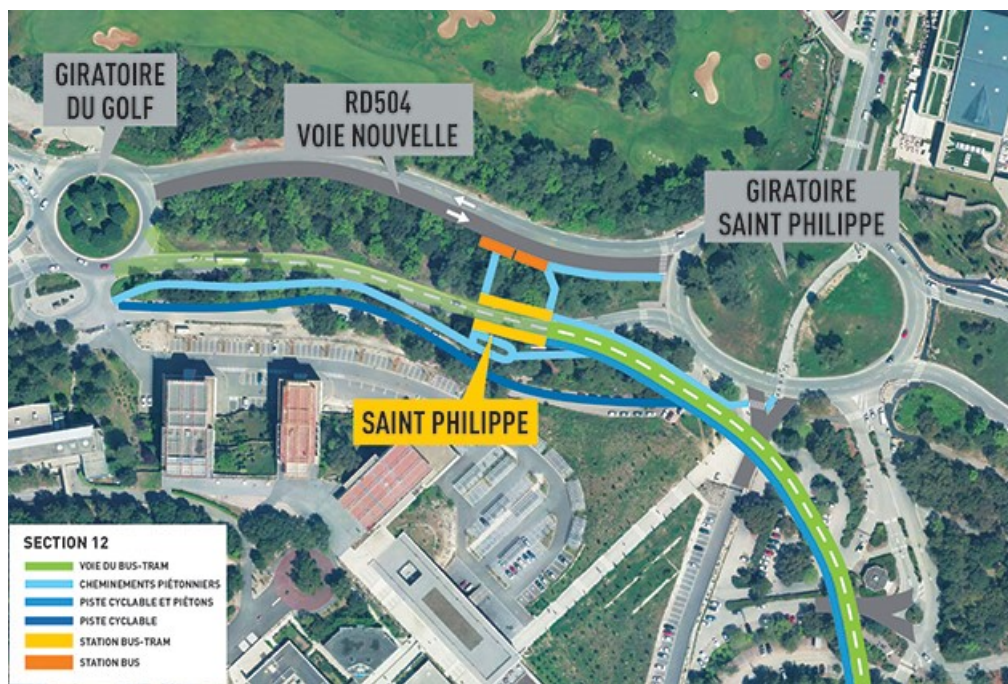 GIRATOIRE
DU GOLF
RD504
VOIE NOUVELLE
GIRATOIRE
SAINT PHILIPPE
SAINT PHILIPPE
SECTION 12
VOIE DU BUS-TRAM
CHEMINEMENTS PIÉTONNIERS
PISTE CYCLABLE ET PIÉTONS
PISTE CYCLABLE
STATION BUS-TRAM
STATION BUS